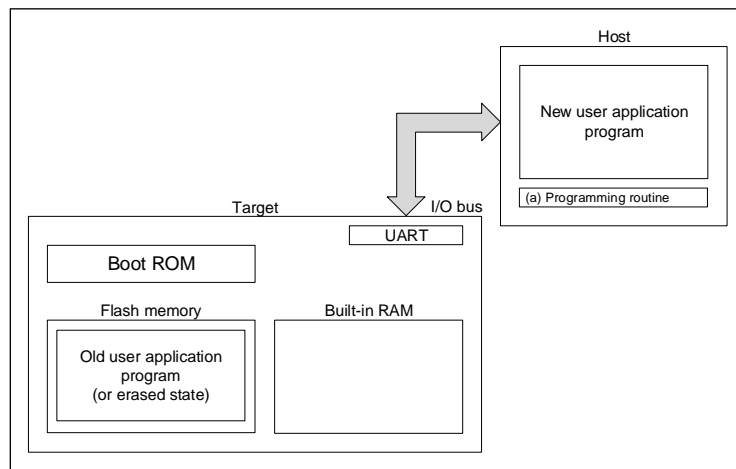 Host
New user application
program
(a) Programming routine
Target
I/O bus
UART
Boot ROM
Flash memory
Built-in RAM
Old user application
program
(or erased state)